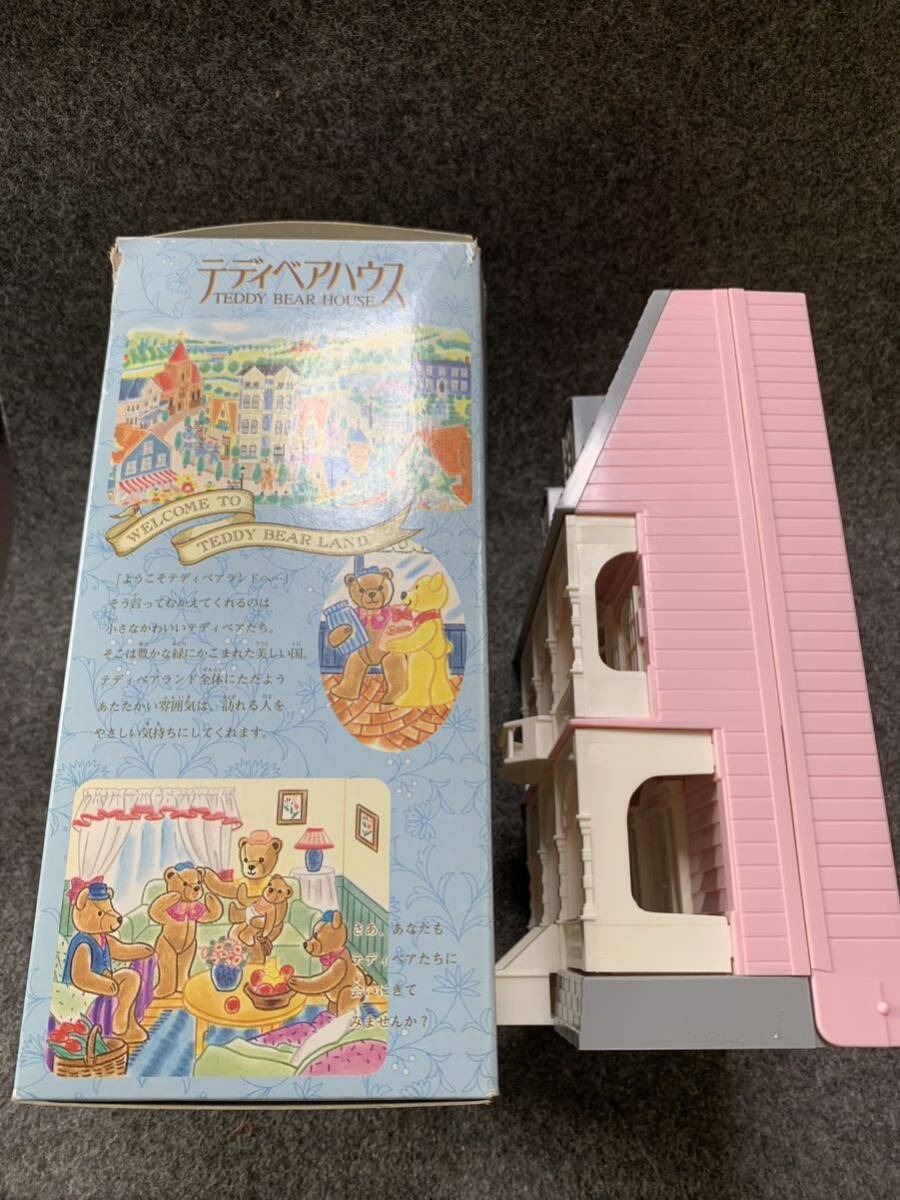 テディベアハウス
TEDDY BEAR HOUSE
WELCOME TO
TEDDY BEAR LAND
「ようこそテディベアランドへ…」
そう言ってむかえてくれるのは
小さなかわいいテディベアたち。
そこは豊かな緑にかこまれた美しい国。
テディベアランド全体にただよう
あたたかい雰囲気は、訪れる人を
やさしい気持ちにしてくれます。
Bear
さあ、あなたも
テディベアたちに
会いにきて
みませんか？